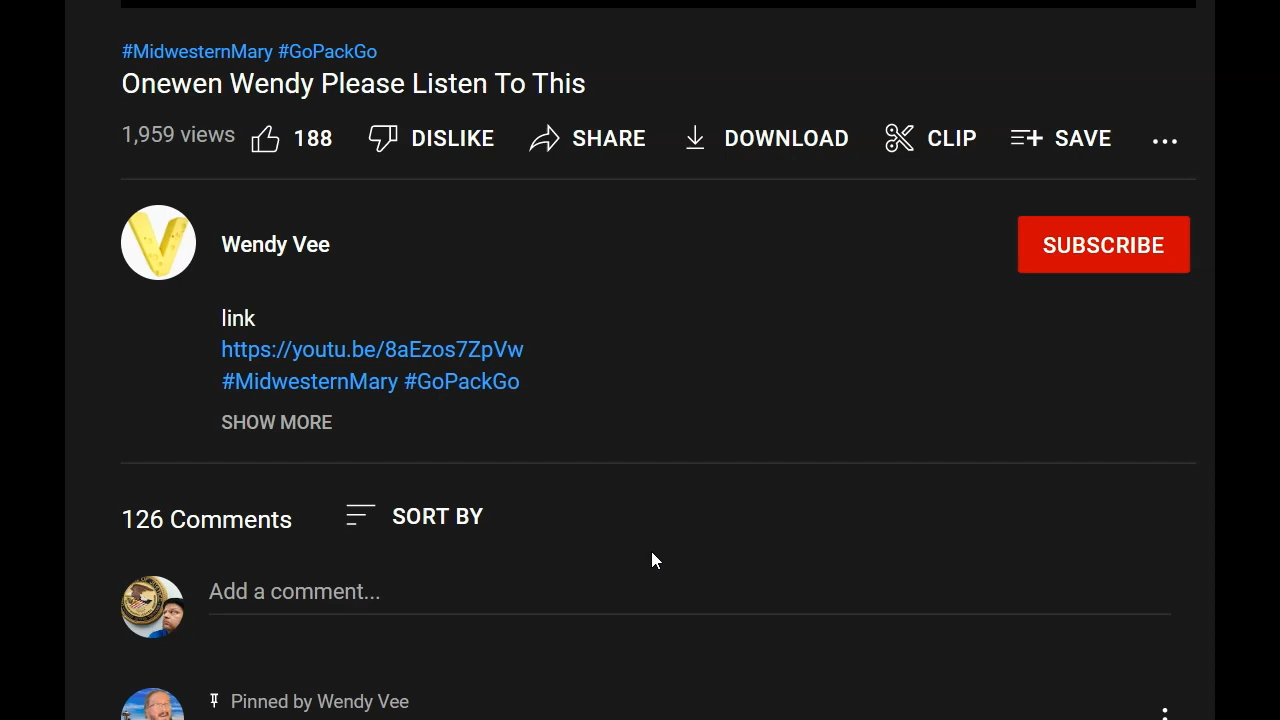 #MidwesternMary #GoPackGo
Onewen Wendy Please Listen To This
1,959 views 188 DISLIKE SHARE DOWNLOAD CLIP SAVE ...
Wendy Vee
SUBSCRIBE
link
https://youtu.be/8aEzos7ZpVw
#MidwesternMary #GoPackGo
SHOW MORE
126 Comments SORT BY
Add a comment...
Pinned by Wendy Vee